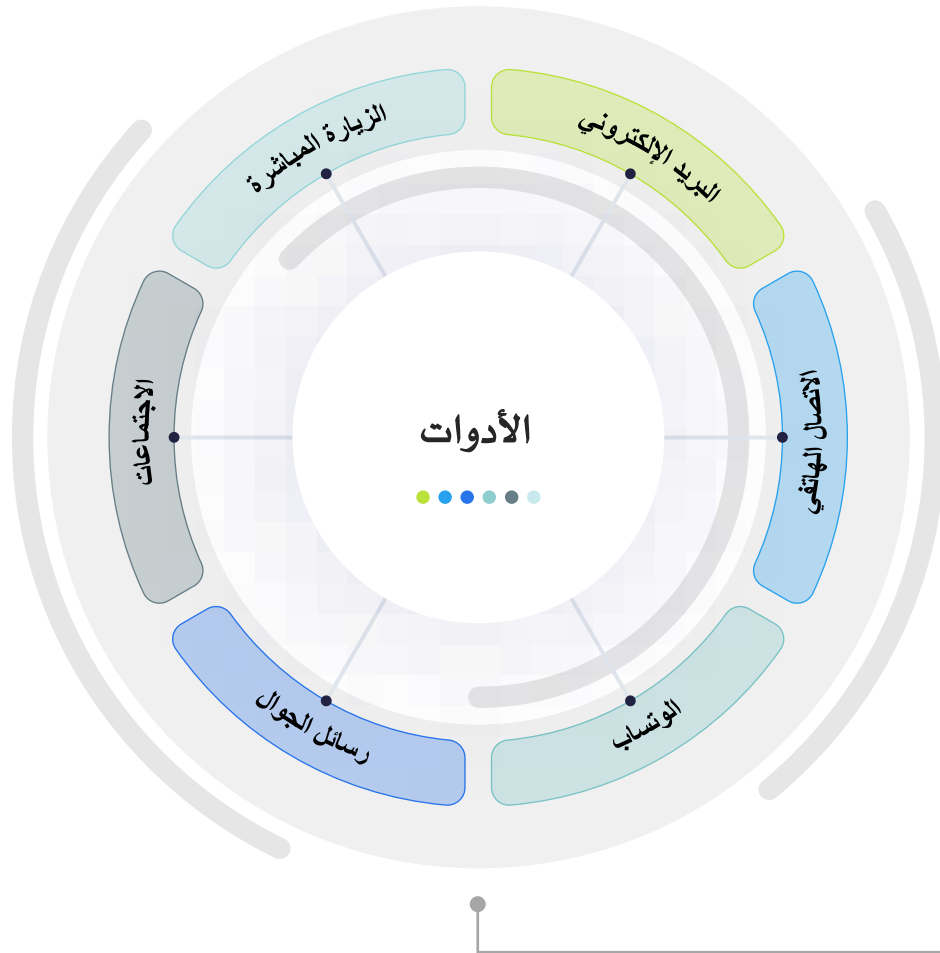 البريد الإلكتروني
الاتصال الهاتفي
الوتساب
رسائل الجوال
الاجتماعات
الزيارة المباشرة
الأدوات